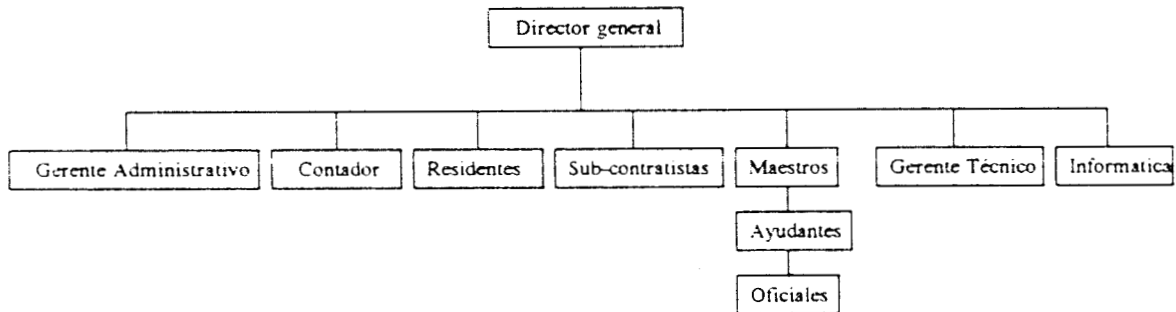 Director general
Gerente Administrativo
Contador
Residentes
Sub-contratistas
Maestros
Gerente Técnico
Informatica
Ayudantes
Oficiales